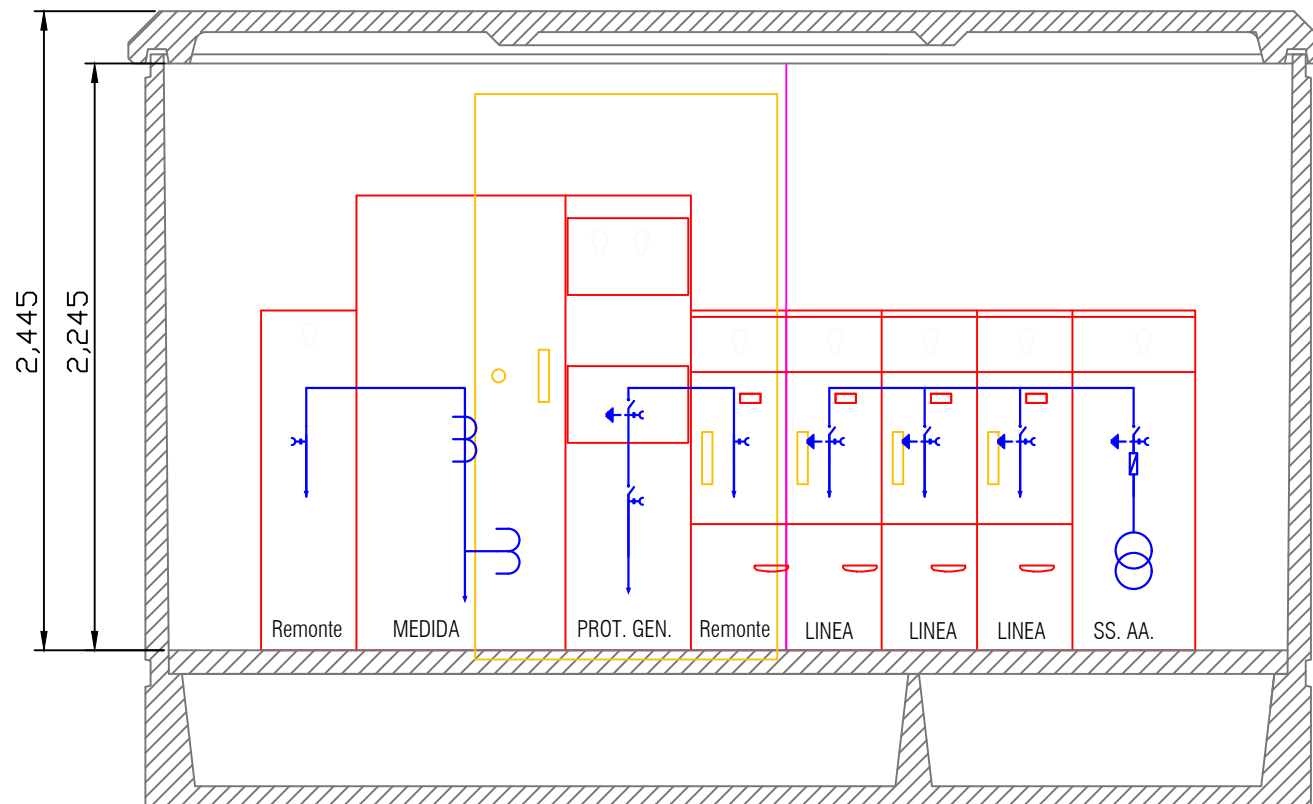 2,445
2,245
Remonte
MEDIDA
PROT. GEN.
Remonte
LINEA
LINEA
LINEA
SS. AA.